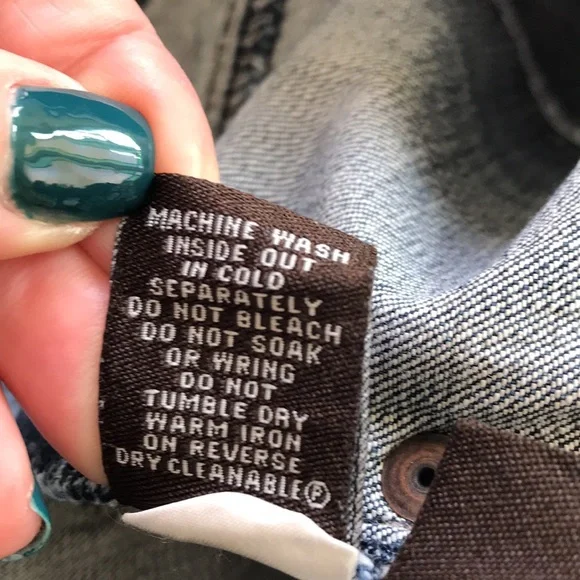 MACHINE WASH
INSIDE OUT
IN COLD
SEPARATELY
DO NOT BLEACH
DO NOT SOAK
OR WRING
DO NOT
TUMBLE DRY
WARM IRON
ON REVERSE
DRY CLEANABLE Ⓟ